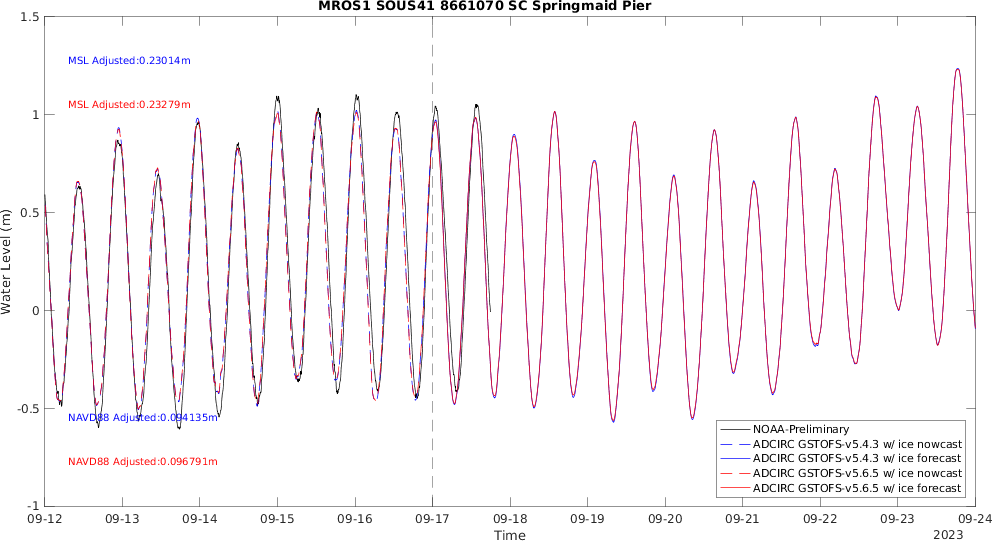 MROS1 SOUS41 8661070 SC Springmaid Pier
1.5
1
0.5
0
-0.5
-1
Water Level (m)
MSL Adjusted:0.23014m
MSL Adjusted:0.23279m
NAVD88 Adjusted:0.094135m
NAVD88 Adjusted:0.096791m
NOAA-Preliminary
ADCIRC GSTOFS-v5.4.3 w/ ice nowcast
ADCIRC GSTOFS-v5.4.3 w/ ice forecast
ADCIRC GSTOFS-v5.6.5 w/ ice nowcast
ADCIRC GSTOFS-v5.6.5 w/ ice forecast
09-12 09-13 09-14 09-15 09-16 09-17 09-18 09-19 09-20 09-21 09-22 09-23 09-24
Time
2023